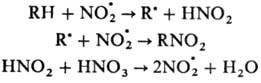 RH + NO₂• → R• + HNO₂
R• + NO₂• → RNO₂
HNO₂ + HNO₃ → 2NO₂• + H₂O